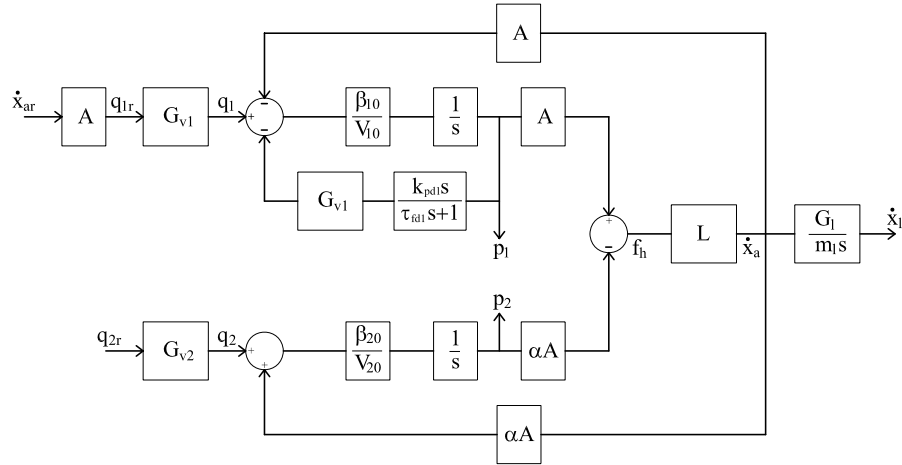 A
ẋar
A
q1r
Gv1
q1
-
+
-
β10
V10
1
s
A
Gv1
kpd1s
τfd1s+1
p1
+
-
fh
L
ẋa
Gl
mls
ẋl
q2r
Gv2
q2
+
+
β20
V20
1
s
p2
αA
αA